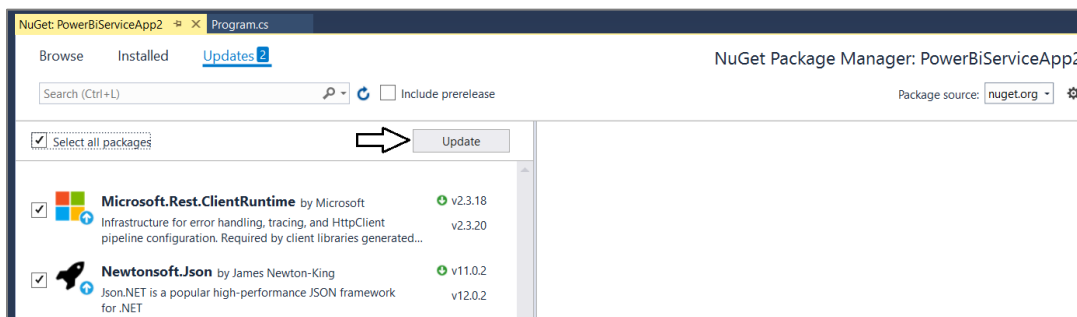 NuGet: PowerBiServiceApp2 Program.cs
Browse Installed Updates 2
NuGet Package Manager: PowerBiServiceApp2
Search (Ctrl+L) Include prerelease
Package source: nuget.org
Select all packages Update
Microsoft.Rest.ClientRuntime by Microsoft v2.3.18
Infrastructure for error handling, tracing, and HttpClient v2.3.20
pipeline configuration. Required by client libraries generated...
Newtonsoft.Json by James Newton-King v11.0.2
Json.NET is a popular high-performance JSON framework v12.0.2
for .NET